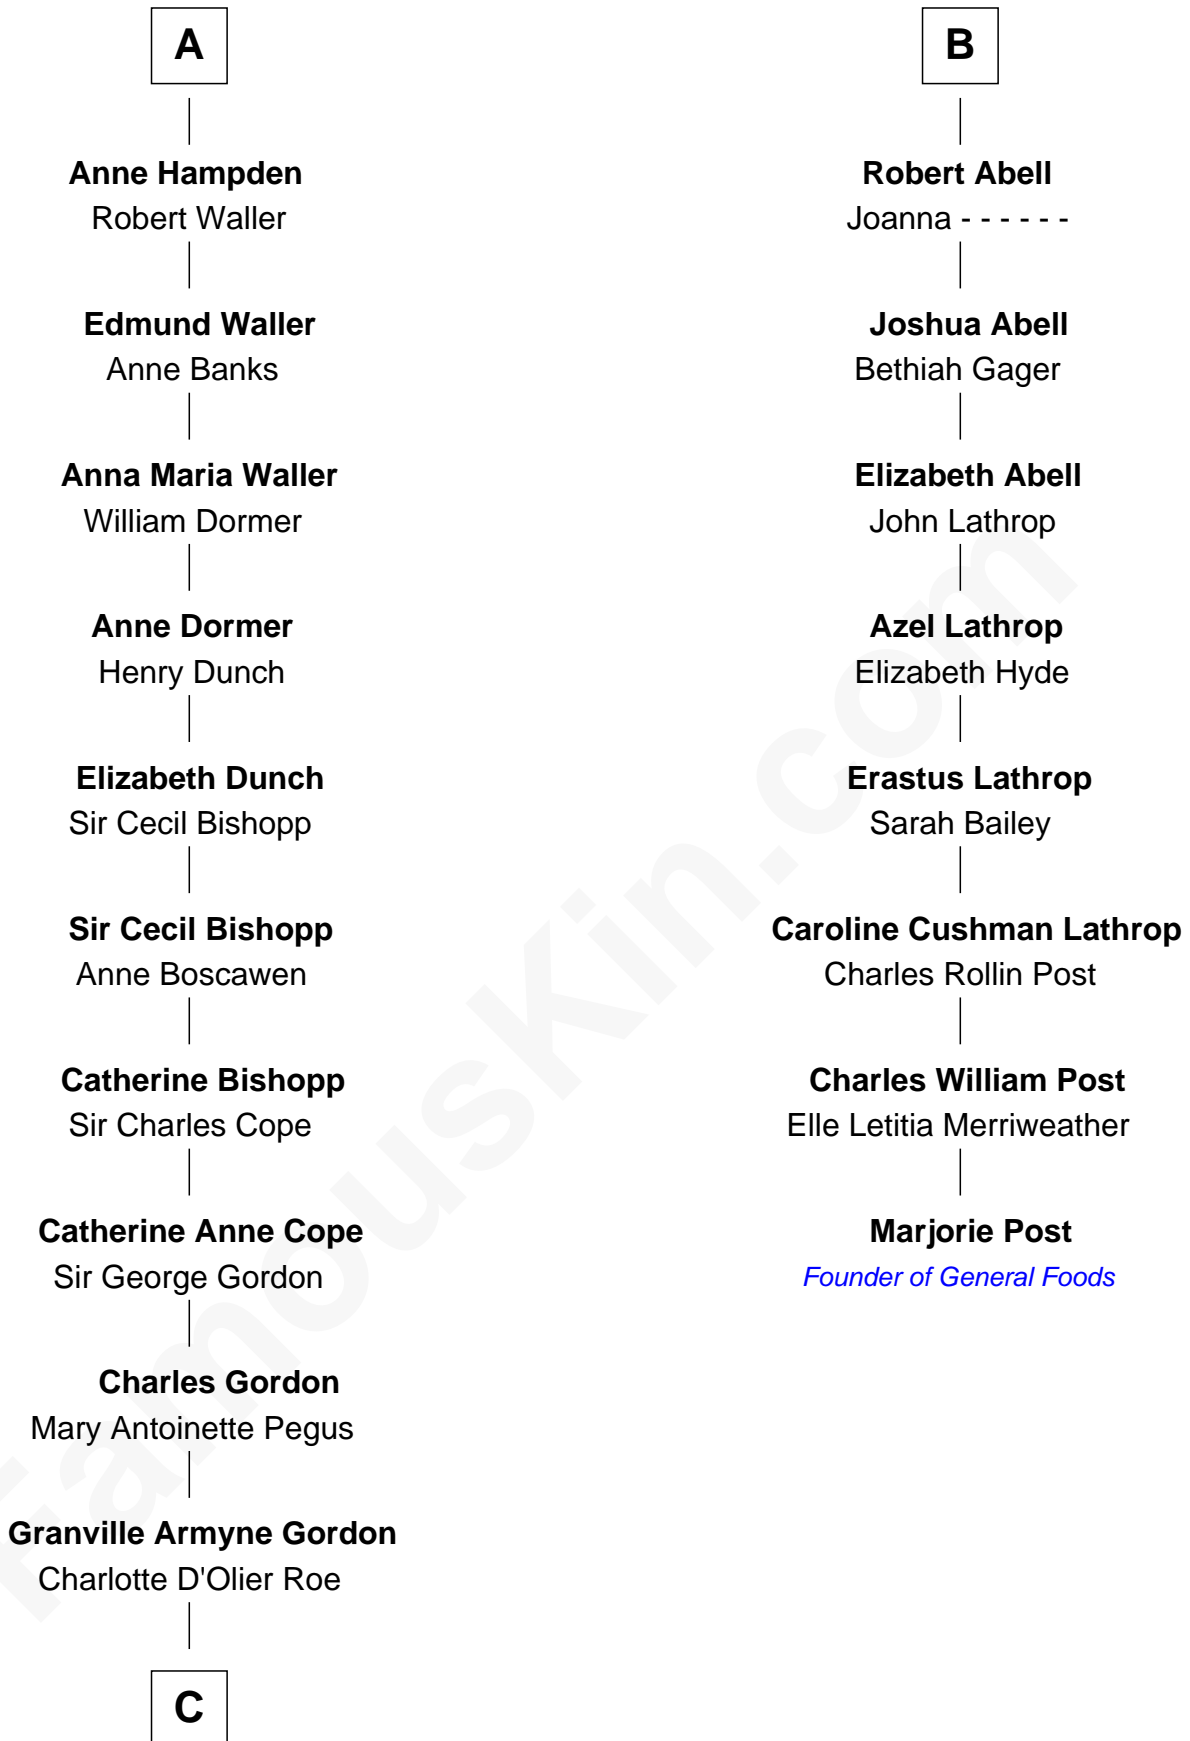 A
Anne Hampden
Robert Waller
Edmund Waller
Anne Banks
Anna Maria Waller
William Dormer
Anne Dormer
Henry Dunch
Elizabeth Dunch
Sir Cecil Bishopp
Sir Cecil Bishopp
Anne Boscawen
Catherine Bishopp
Sir Charles Cope
Catherine Anne Cope
Sir George Gordon
Charles Gordon
Mary Antoinette Pegus
Granville Armyne Gordon
Charlotte D'Olier Roe
C
B
Robert Abell
Joanna - - - - - -
Joshua Abell
Bethiah Gager
Elizabeth Abell
John Lathrop
Azel Lathrop
Elizabeth Hyde
Erastus Lathrop
Sarah Bailey
Caroline Cushman Lathrop
Charles Rollin Post
Charles William Post
Elle Letitia Merriweather
Marjorie Post
Founder of General Foods
FamousKin.com